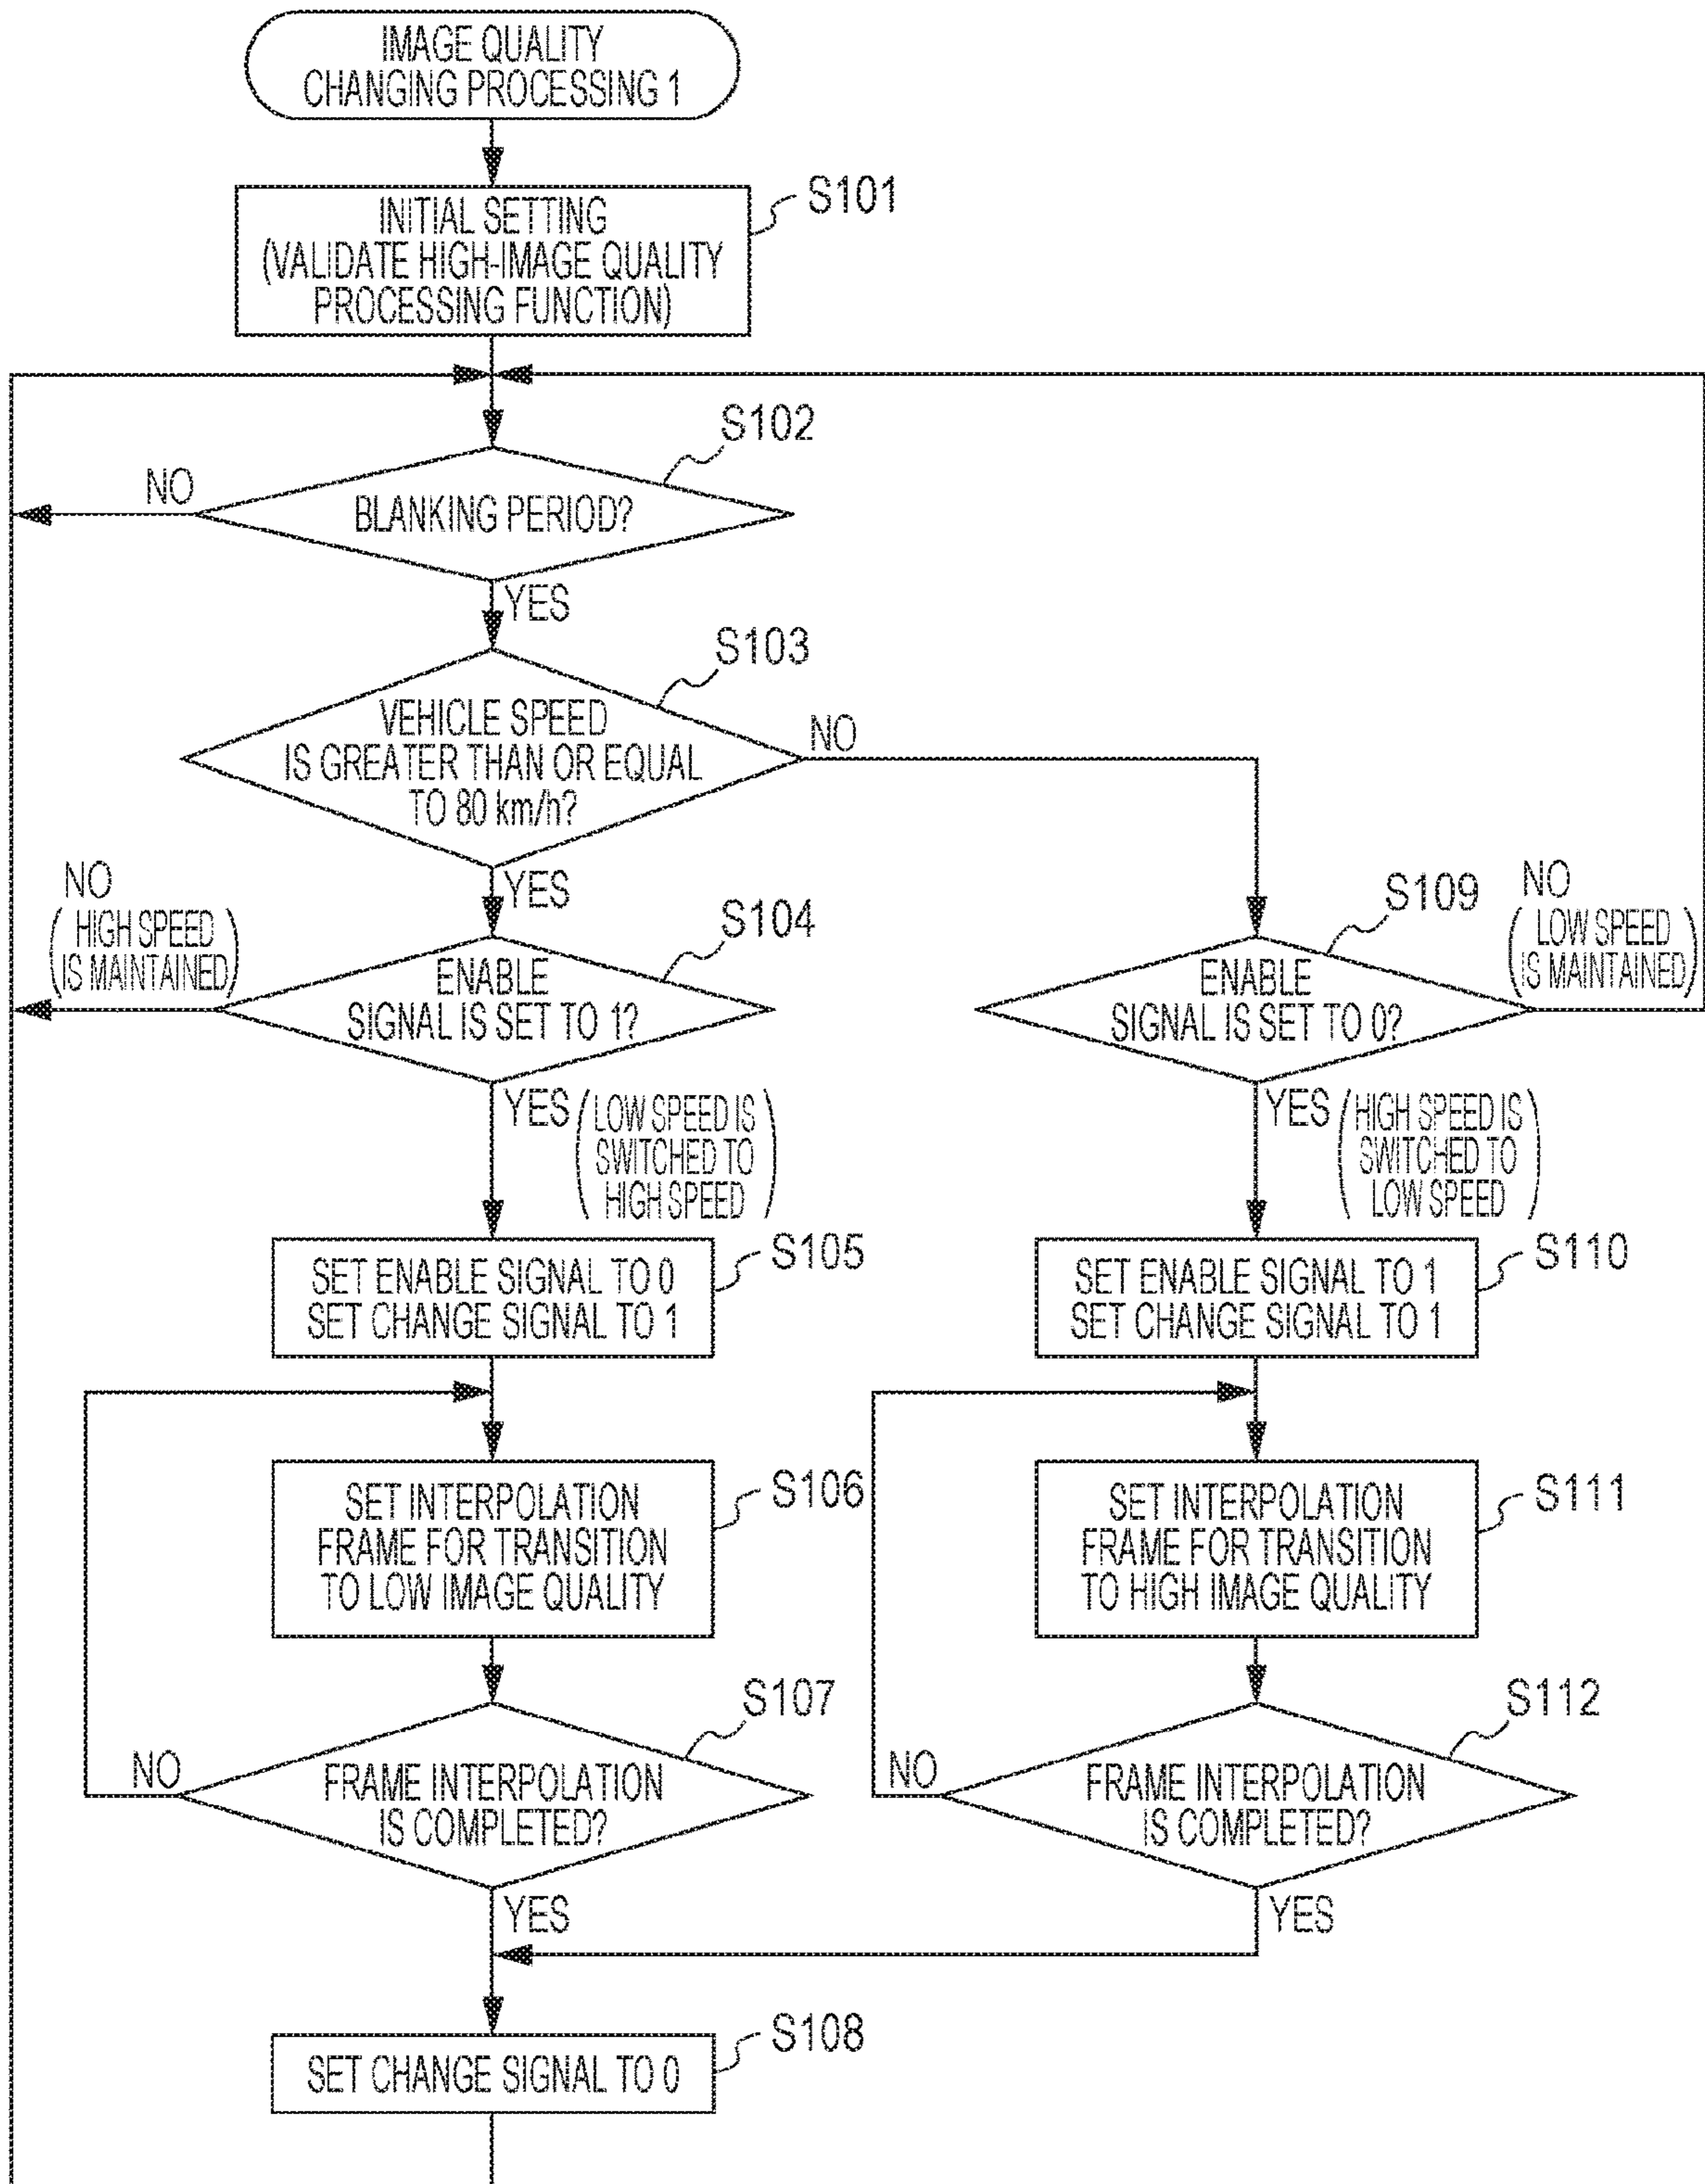 IMAGE QUALITY
CHANGING PROCESSING 1
S101
INITIAL SETTING
(VALIDATE HIGH-IMAGE QUALITY
PROCESSING FUNCTION)
S102
NO
BLANKING PERIOD?
YES
S103
VEHICLE SPEED
IS GREATER THAN OR EQUAL
TO 80 km/h?
NO
YES
NO
(HIGH SPEED
IS MAINTAINED)
S104
ENABLE
SIGNAL IS SET TO 1?
YES
(LOW SPEED IS
SWITCHED TO
HIGH SPEED)
S109
NO
(LOW SPEED
IS MAINTAINED)
ENABLE
SIGNAL IS SET TO 0?
YES
(HIGH SPEED IS
SWITCHED TO
LOW SPEED)
S105
SET ENABLE SIGNAL TO 0
SET CHANGE SIGNAL TO 1
S110
SET ENABLE SIGNAL TO 1
SET CHANGE SIGNAL TO 1
S106
SET INTERPOLATION
FRAME FOR TRANSITION
TO LOW IMAGE QUALITY
S111
SET INTERPOLATION
FRAME FOR TRANSITION
TO HIGH IMAGE QUALITY
S107
NO
FRAME INTERPOLATION
IS COMPLETED?
YES
S112
NO
FRAME INTERPOLATION
IS COMPLETED?
YES
S108
SET CHANGE SIGNAL TO 0